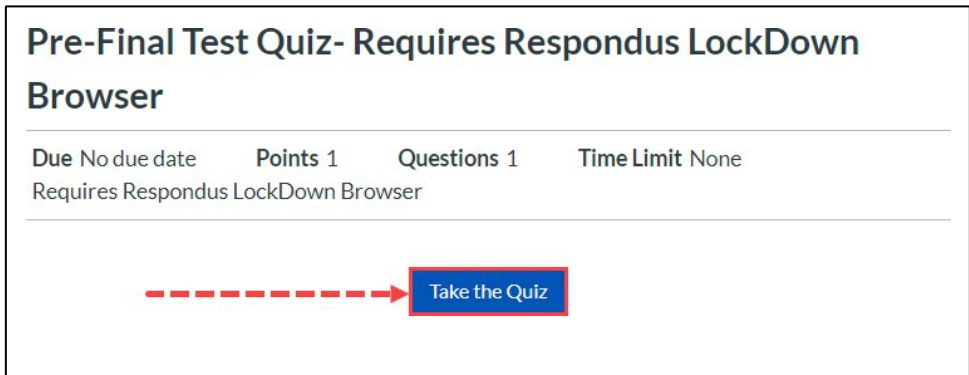 Pre-Final Test Quiz- Requires Respondus LockDown
Browser
Due No due date Points 1 Questions 1 Time Limit None
Requires Respondus LockDown Browser
Take the Quiz